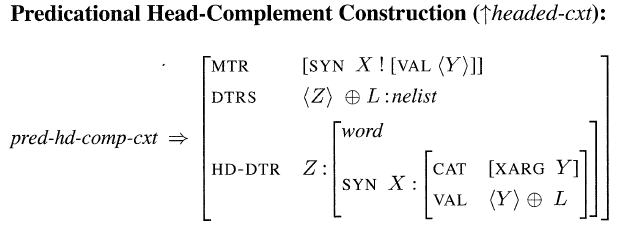 Predicational Head-Complement Construction (↑headed-cxt):
MTR [SYN X ! [VAL ⟨Y⟩]]
DTRS ⟨Z⟩ ⊕ L : nelist
word
pred-hd-comp-cxt ⇒ HD-DTR Z : SYN X : CAT [XARG Y]
VAL ⟨Y⟩ ⊕ L